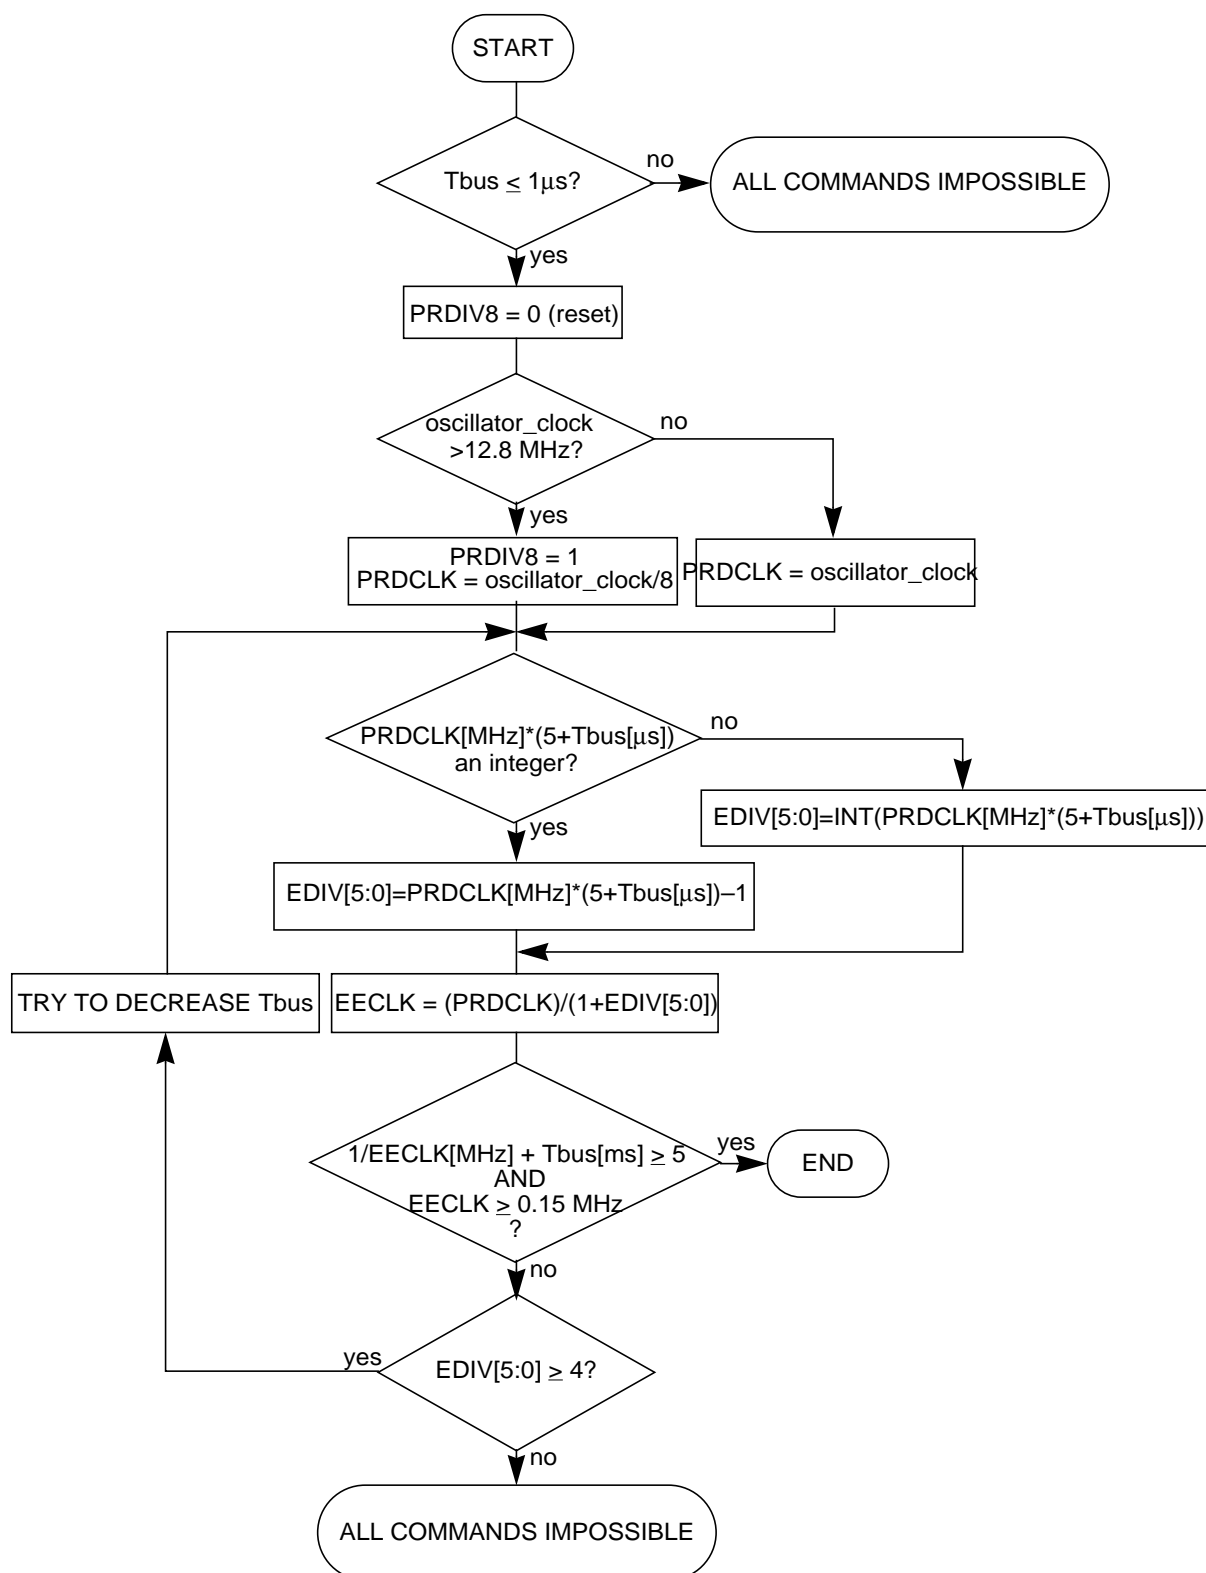 START
Tbus ≤ 1μs?
no
ALL COMMANDS IMPOSSIBLE
yes
PRDIV8 = 0 (reset)
oscillator_clock
>12.8 MHz?
no
yes
PRDIV8 = 1
PRDCLK = oscillator_clock/8
PRDCLK = oscillator_clock
PRDCLK[MHz]*(5+Tbus[μs])
an integer?
no
yes
EDIV[5:0]=INT(PRDCLK[MHz]*(5+Tbus[μs]))
EDIV[5:0]=PRDCLK[MHz]*(5+Tbus[μs])–1
TRY TO DECREASE Tbus
EECLK = (PRDCLK)/(1+EDIV[5:0])
1/EECLK[MHz] + Tbus[ms] ≥ 5
AND
EECLK ≥ 0.15 MHz
?
yes
END
no
EDIV[5:0] ≥ 4?
yes
no
ALL COMMANDS IMPOSSIBLE